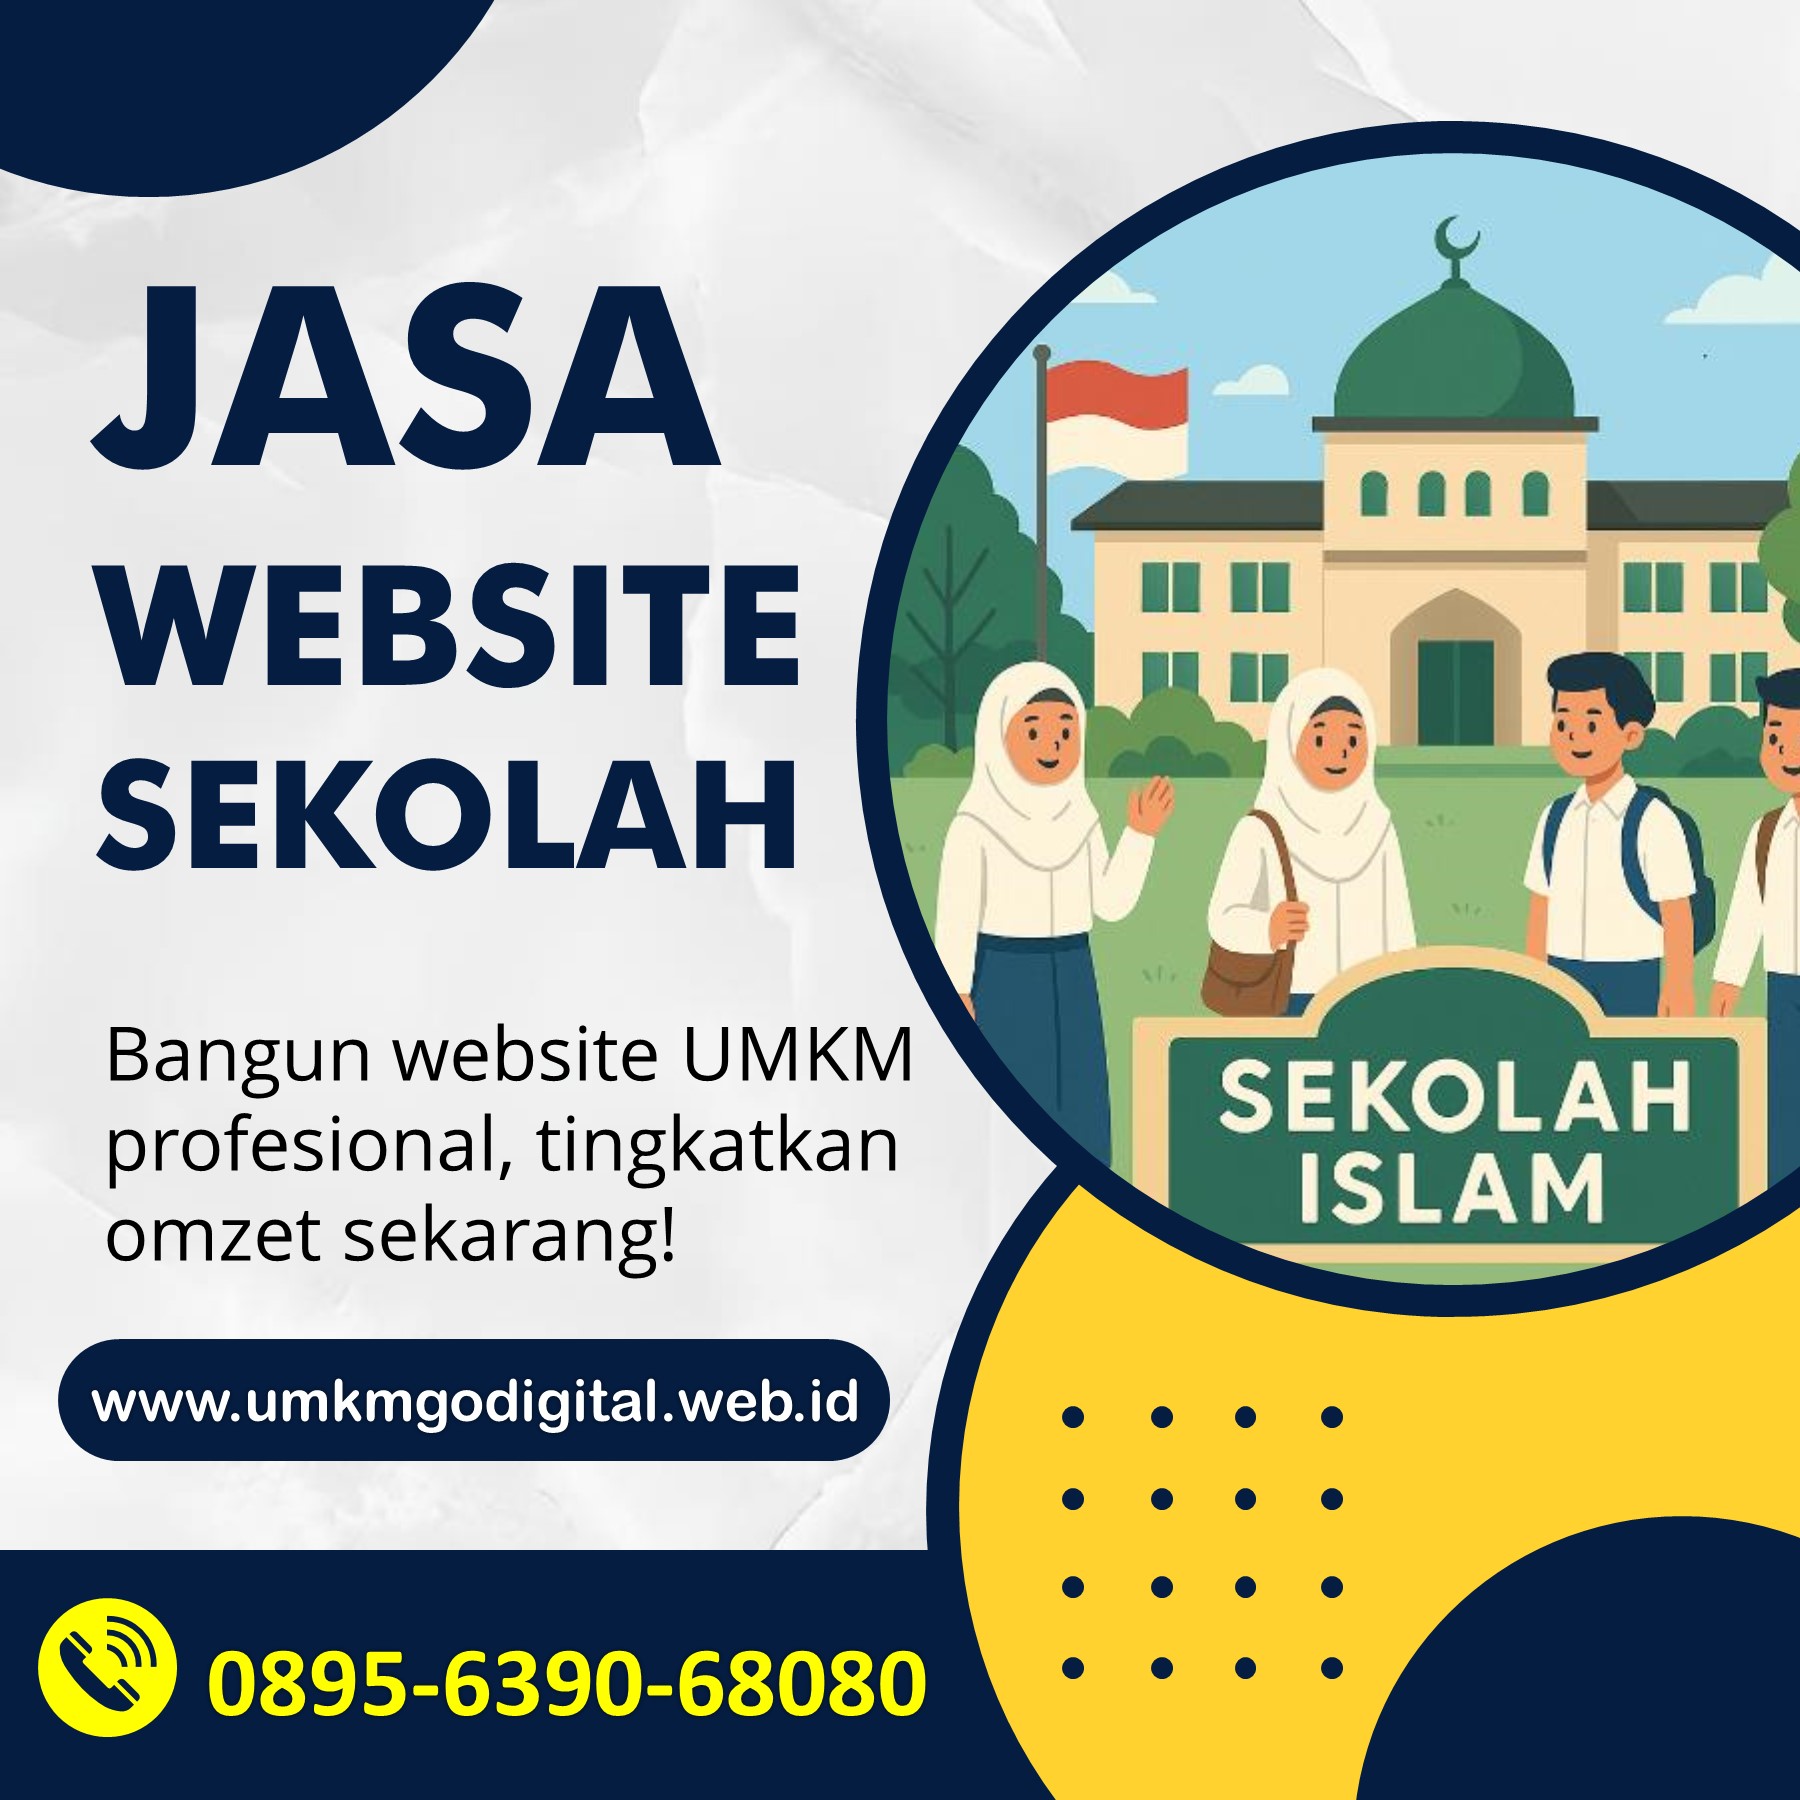 JASA
WEBSITE
SEKOLAH
Bangun website UMKM
profesional, tingkatkan
omzet sekarang!
www.umkmgodigital.web.id
0895-6390-68080
SEKOLAH
ISLAM